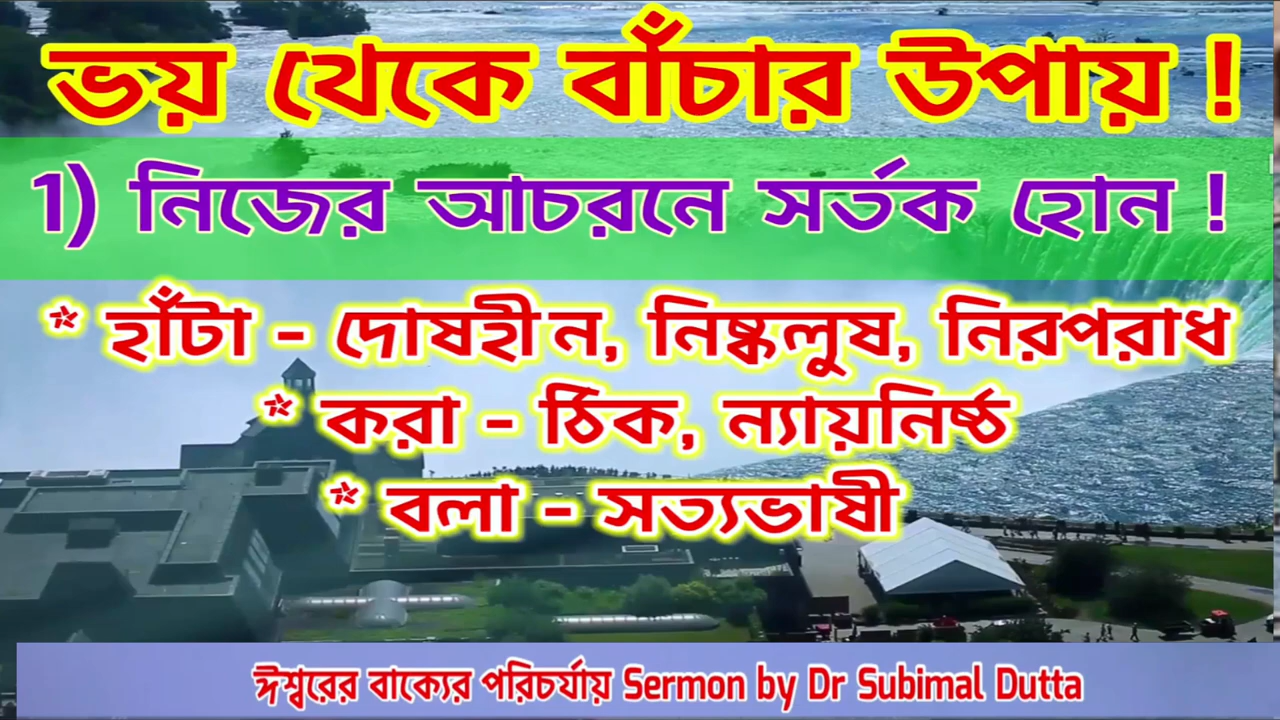 ভয় থেকে বাঁচার উপায় !
1) নিজের আচরনে সর্তক হোন !
* হাঁটা - দোষহীন, নিষ্কলুষ, নিরপরাধ
* করা - ঠিক, ন্যায়নিষ্ঠ
* বলা - সত্যভাষী
ঈশ্বরের বাক্যের পরিচর্যায় Sermon by Dr Subimal Dutta